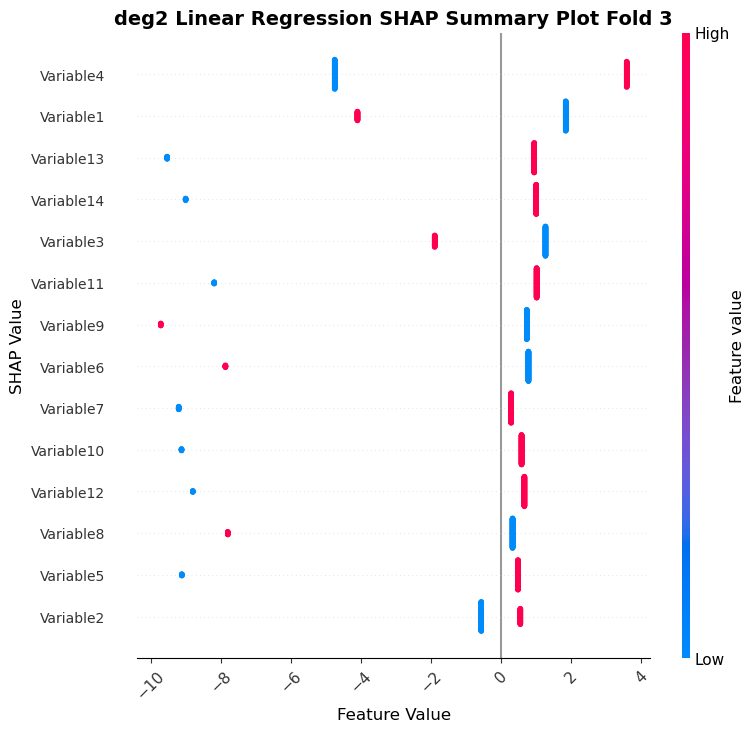 deg2 Linear Regression SHAP Summary Plot Fold 3
High
Variable4
Variable1
Variable13
Variable14
Variable3
Variable11
Variable9
Variable6
Variable7
Variable10
Variable12
Variable8
Variable5
Variable2
SHAP Value
Feature value
Low
−10
−8
−6
−4
−2
0
2
4
Feature Value